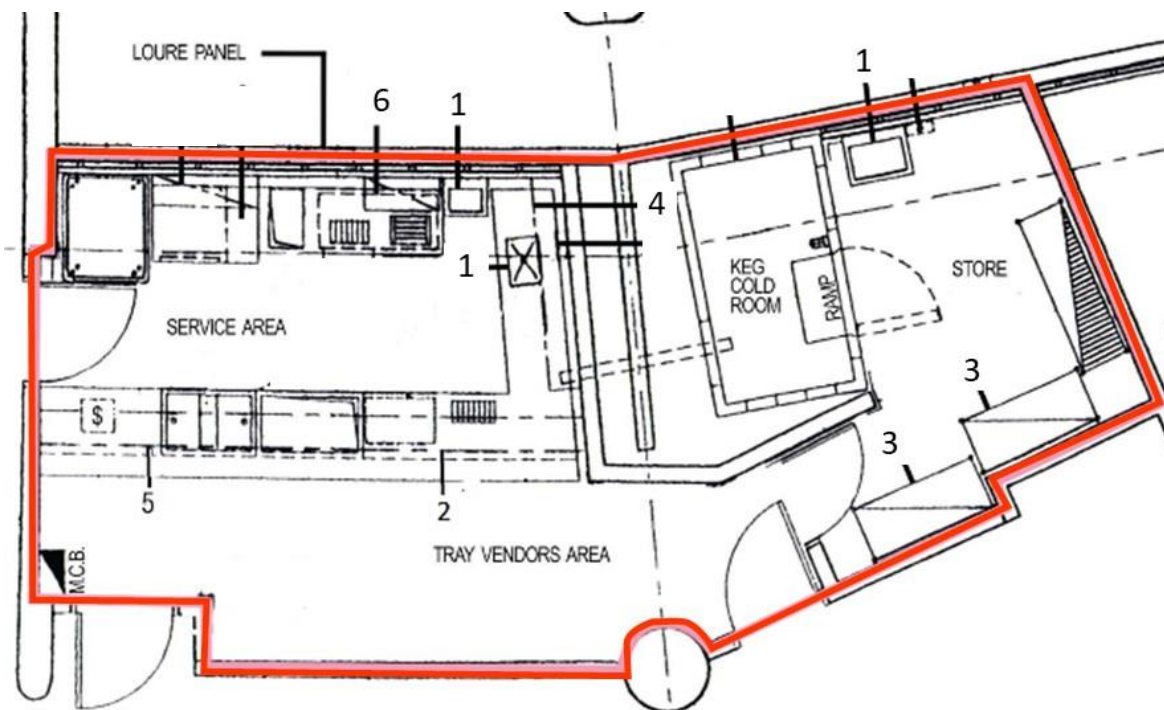 LOURE PANEL
6
1
1
4
1
KEG
COLD
ROOM
RAMP
STORE
SERVICE AREA
$
3
3
5
2
TRAY VENDORS AREA
M.C.B.